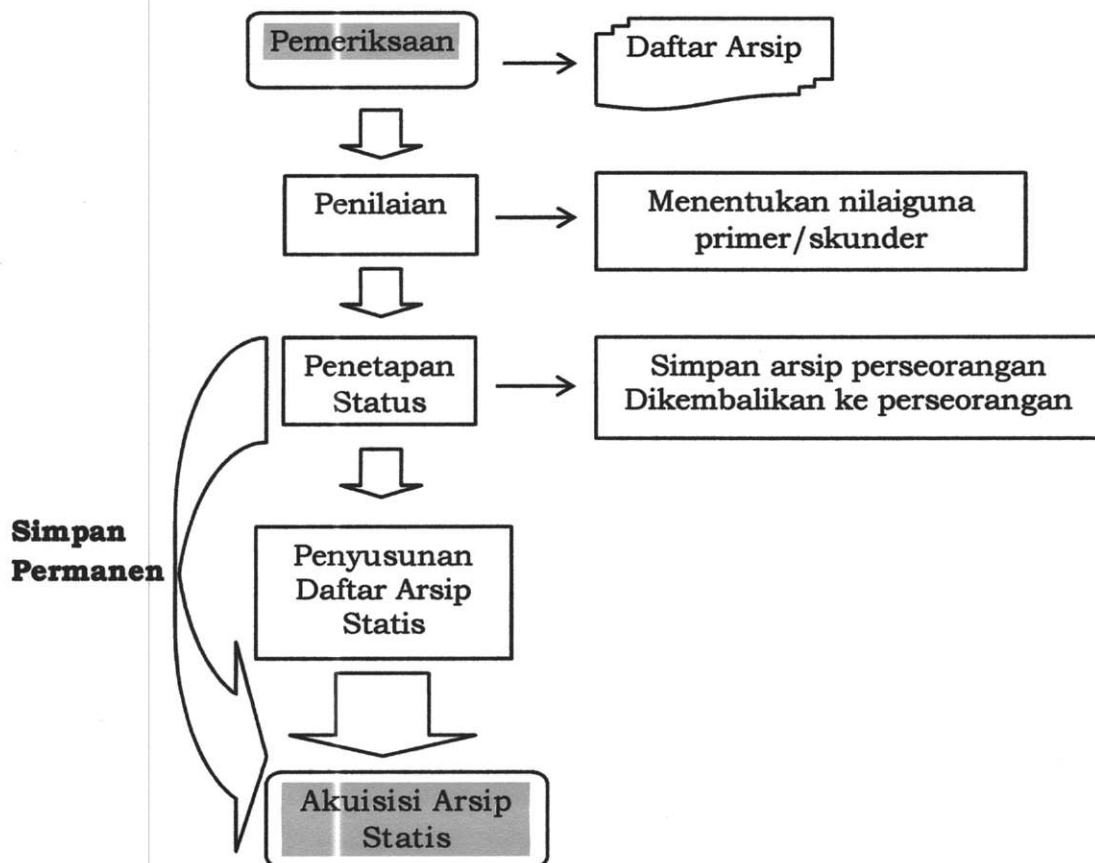 Pemeriksaan
Daftar Arsip
Penilaian
Menentukan nilaiguna
primer/skunder
Penetapan
Status
Simpan arsip perseorangan
Dikembalikan ke perseorangan
Simpan
Permanen
Penyusunan
Daftar Arsip
Statis
Akuisisi Arsip
Statis